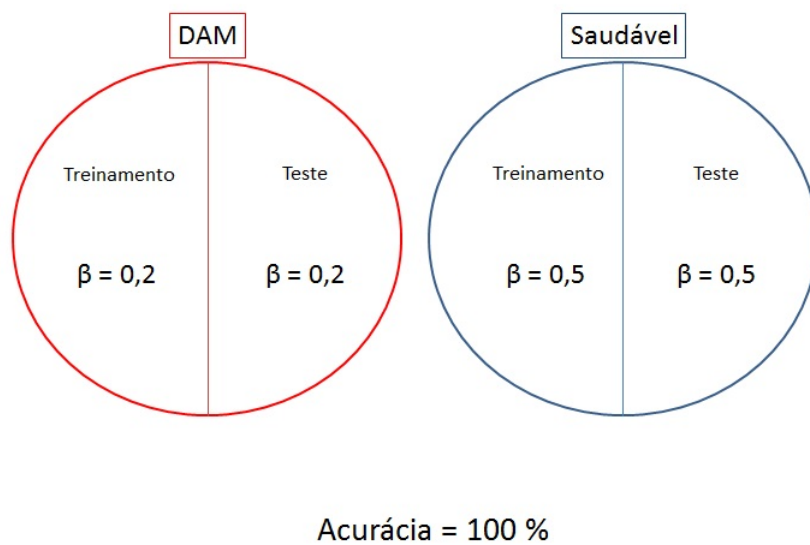 DAM
Saudável
Treinamento
Teste
Treinamento
Teste
β = 0,2
β = 0,2
β = 0,5
β = 0,5
Acurácia = 100 %